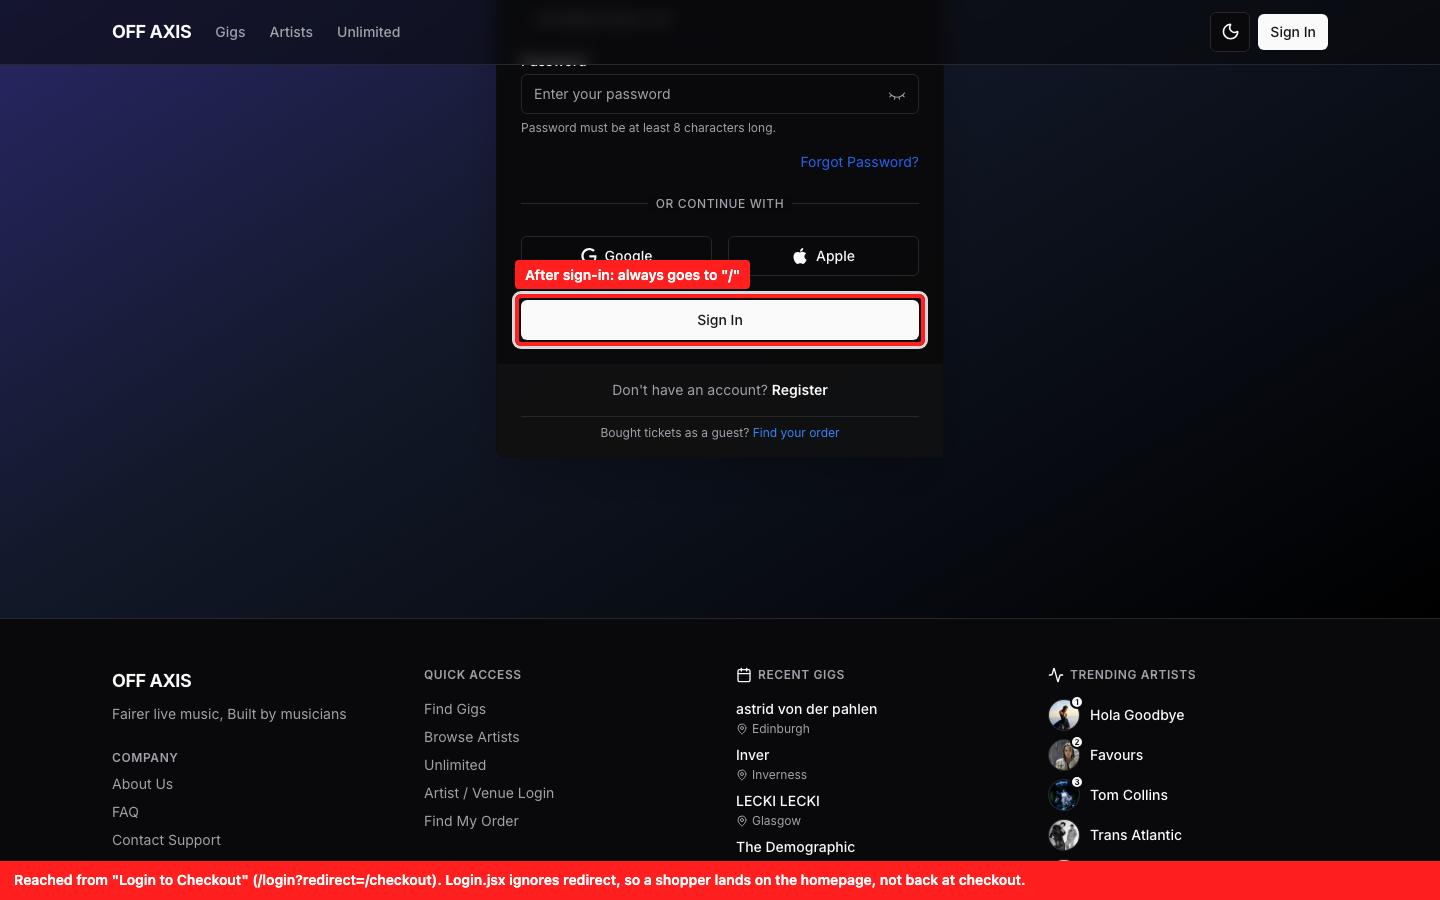 OFF AXIS
Gigs
Artists
Unlimited
Sign In
Password
Enter your password
Password must be at least 8 characters long.
Forgot Password?
OR CONTINUE WITH
Google
Apple
After sign-in: always goes to "/"
Sign In
Don't have an account? Register
Bought tickets as a guest? Find your order
OFF AXIS
Fairer live music, Built by musicians
COMPANY
About Us
FAQ
Contact Support
QUICK ACCESS
Find Gigs
Browse Artists
Unlimited
Artist / Venue Login
Find My Order
RECENT GIGS
astrid von der pahlen
Edinburgh
Inver
Inverness
LECKI LECKI
Glasgow
The Demographic
TRENDING ARTISTS
1
Hola Goodbye
2
Favours
3
Tom Collins
Trans Atlantic
Reached from "Login to Checkout" (/login?redirect=/checkout). Login.jsx ignores redirect, so a shopper lands on the homepage, not back at checkout.